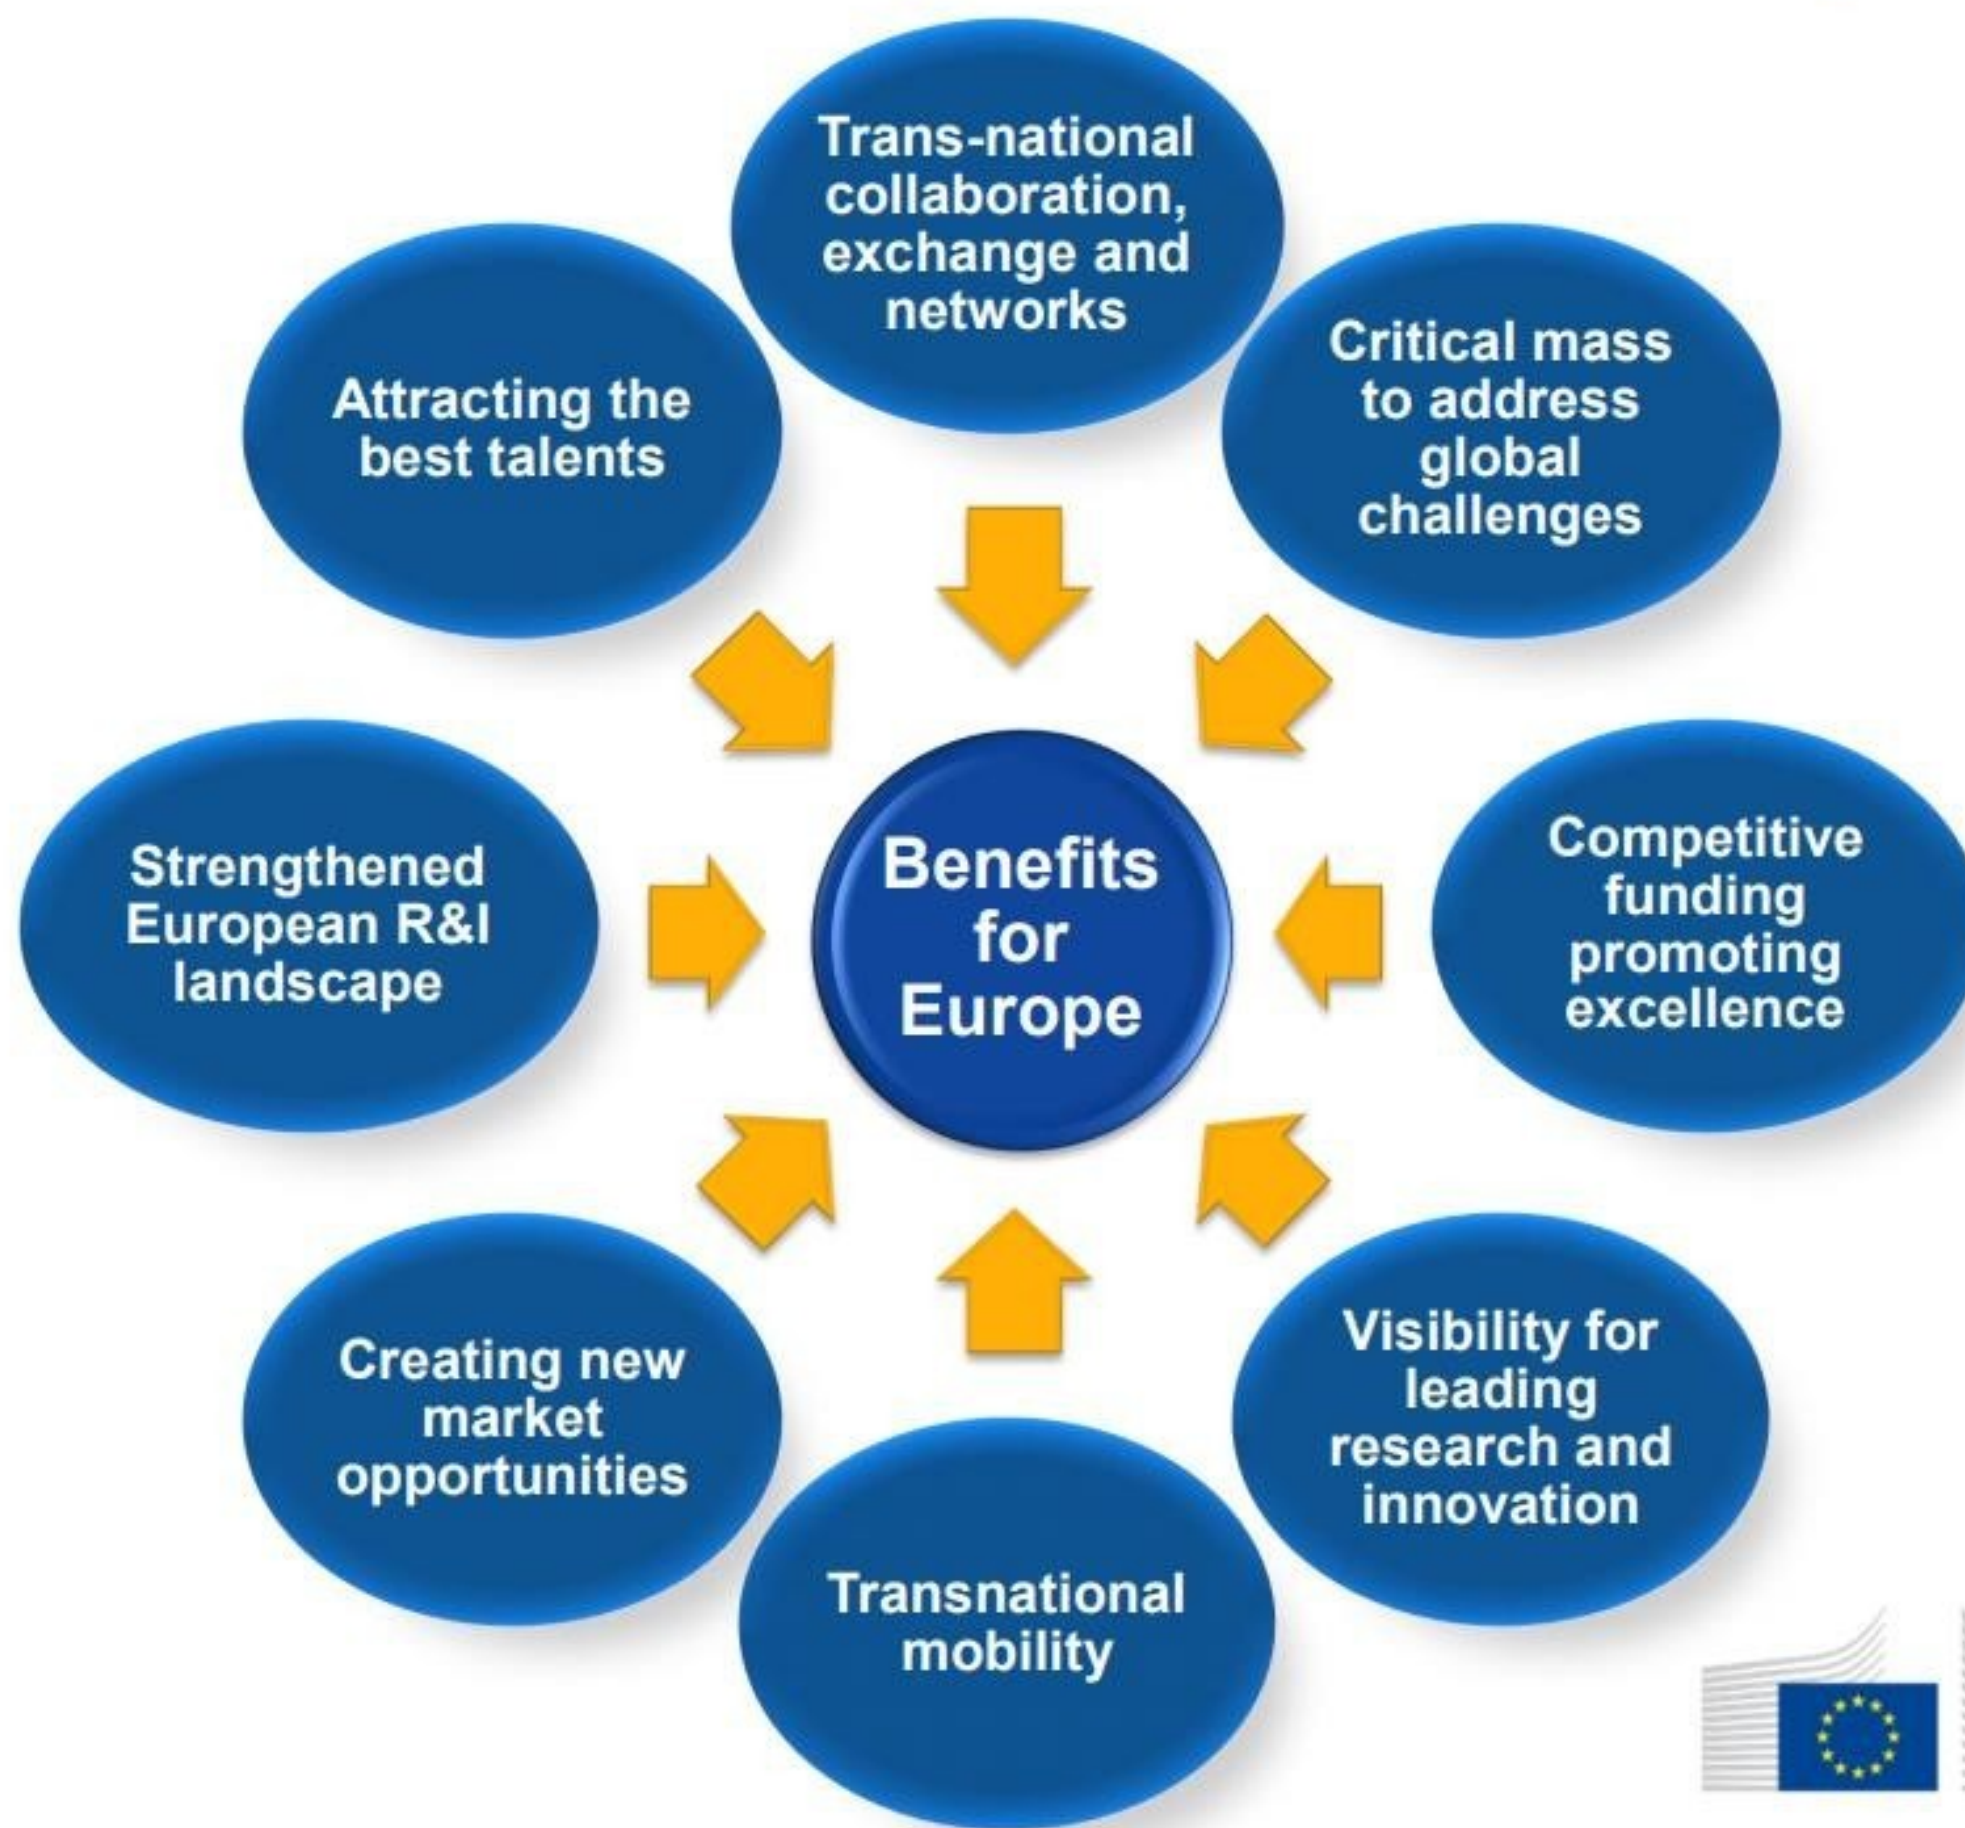 Trans-national
collaboration,
exchange and
networks
Critical mass
to address
global
challenges
Competitive
funding
promoting
excellence
Visibility for
leading
research and
innovation
Transnational
mobility
Creating new
market
opportunities
Strengthened
European R&I
landscape
Attracting the
best talents
Benefits
for
Europe